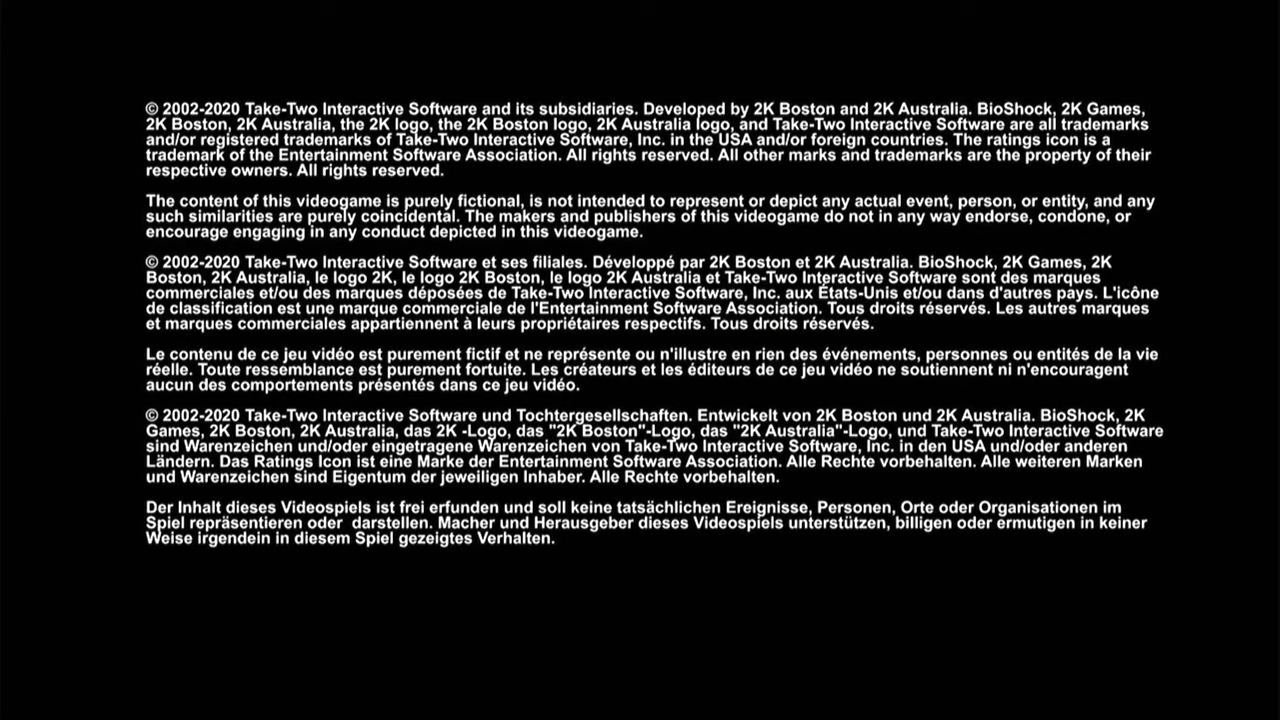 © 2002-2020 Take-Two Interactive Software and its subsidiaries. Developed by 2K Boston and 2K Australia. BioShock, 2K Games,
2K Boston, 2K Australia, the 2K logo, the 2K Boston logo, 2K Australia logo, and Take-Two Interactive Software are all trademarks
and/or registered trademarks of Take-Two Interactive Software, Inc. in the USA and/or foreign countries. The ratings icon is a
trademark of the Entertainment Software Association. All rights reserved. All other marks and trademarks are the property of their
respective owners. All rights reserved.
The content of this videogame is purely fictional, is not intended to represent or depict any actual event, person, or entity, and any
such similarities are purely coincidental. The makers and publishers of this videogame do not in any way endorse, condone, or
encourage engaging in any conduct depicted in this videogame.
© 2002-2020 Take-Two Interactive Software et ses filiales. Développé par 2K Boston et 2K Australia. BioShock, 2K Games, 2K
Boston, 2K Australia, le logo 2K, le logo 2K Boston, le logo 2K Australia et Take-Two Interactive Software sont des marques
commerciales et/ou des marques déposées de Take-Two Interactive Software, Inc. aux États-Unis et/ou dans d'autres pays. L'icône
de classification est une marque commerciale de l'Entertainment Software Association. Tous droits réservés. Les autres marques
et marques commerciales appartiennent à leurs propriétaires respectifs. Tous droits réservés.
Le contenu de ce jeu vidéo est purement fictif et ne représente ou n'illustre en rien des événements, personnes ou entités de la vie
réelle. Toute ressemblance est purement fortuite. Les créateurs et les éditeurs de ce jeu vidéo ne soutiennent ni n'encouragent
aucun des comportements présentés dans ce jeu vidéo.
© 2002-2020 Take-Two Interactive Software und Tochtergesellschaften. Entwickelt von 2K Boston und 2K Australia. BioShock, 2K
Games, 2K Boston, 2K Australia, das 2K -Logo, das "2K Boston"-Logo, das "2K Australia"-Logo, und Take-Two Interactive Software
sind Warenzeichen und/oder eingetragene Warenzeichen von Take-Two Interactive Software, Inc. in den USA und/oder anderen
Ländern. Das Ratings Icon ist eine Marke der Entertainment Software Association. Alle Rechte vorbehalten. Alle weiteren Marken
und Warenzeichen sind Eigentum der jeweiligen Inhaber. Alle Rechte vorbehalten.
Der Inhalt dieses Videospiels ist frei erfunden und soll keine tatsächlichen Ereignisse, Personen, Orte oder Organisationen im
Spiel repräsentieren oder  darstellen. Macher und Herausgeber dieses Videospiels unterstützen, billigen oder ermutigen in keiner
Weise irgendein in diesem Spiel gezeigtes Verhalten.